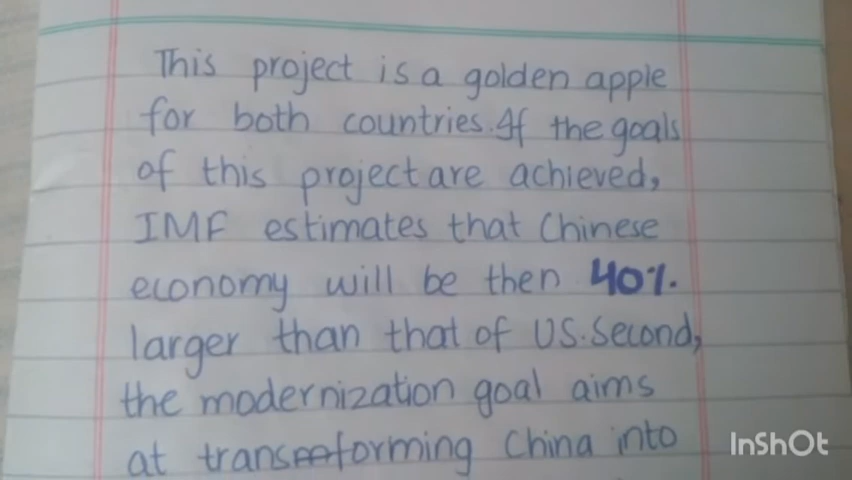 This project is a golden apple
for both countries. If the goals
of this project are achieved,
IMF estimates that Chinese
economy will be then 40%.
larger than that of US. Second,
the modernization goal aims
at transforming China into
InShOt